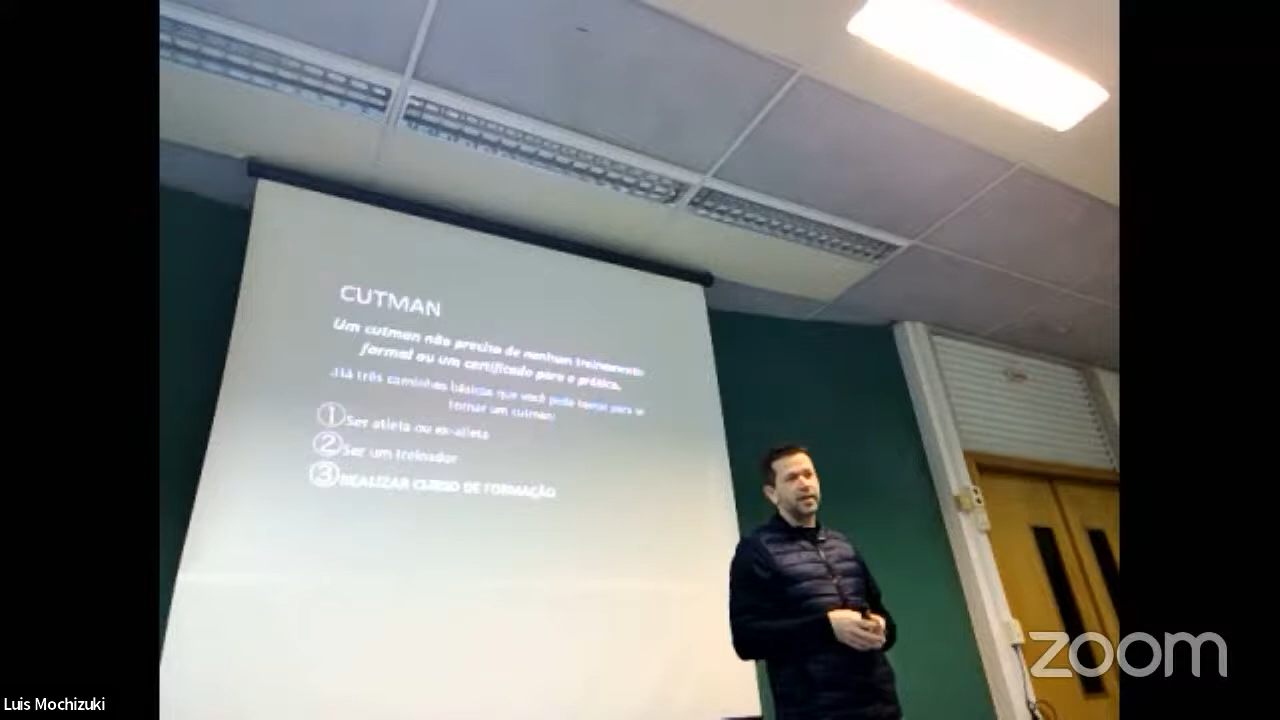 CUTMAN
Um cutman não precisa de nenhum treinamento
formal ou um certificado para a prática.
Há três caminhos básicos que você pode tomar para se
tornar um cutman:
① Ser atleta ou ex-atleta
② Ser um treinador
③ REALIZAR CURSO DE FORMAÇÃO
zoom
Luis Mochizuki